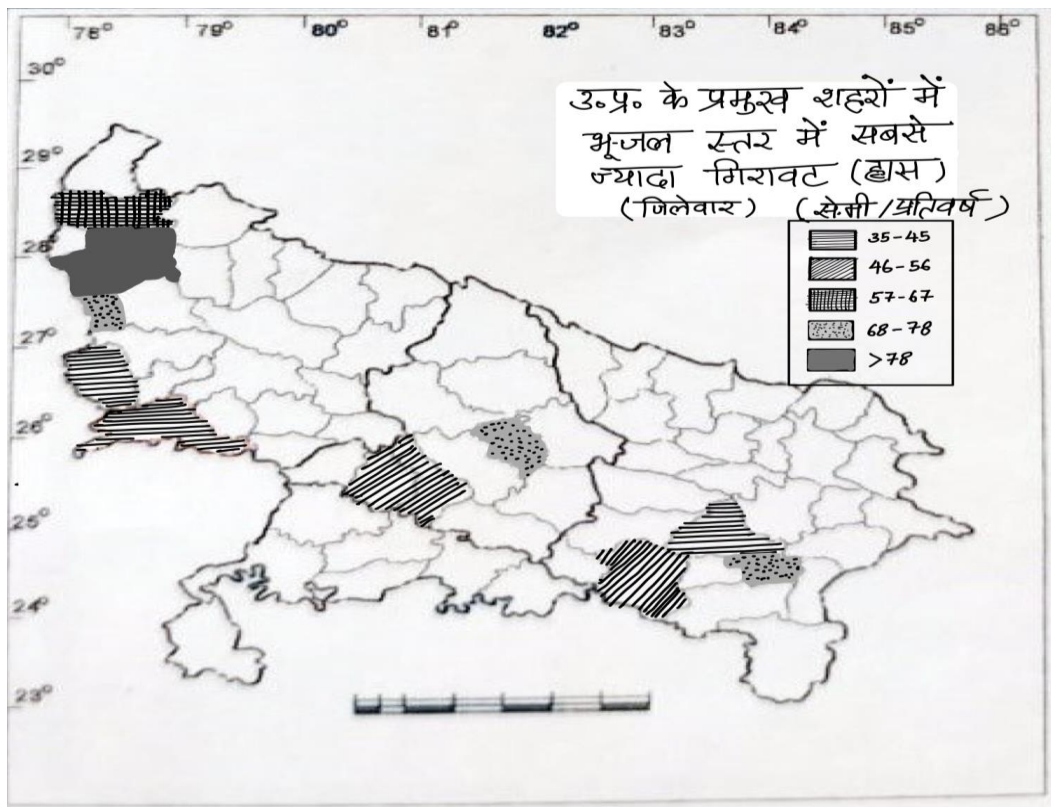 78° 79° 80° 81° 82° 83° 84° 85° 86°
30°
29°
28°
27°
26°
25°
24°
23°
उ॰प्र॰ के प्रमुख शहरों में
भू-जल स्तर में सबसे
ज्यादा गिरावट (ह्रास)
(जिलेवार) (से.मी/प्रतिवर्ष)
35-45
46-56
57-67
68-78
>78